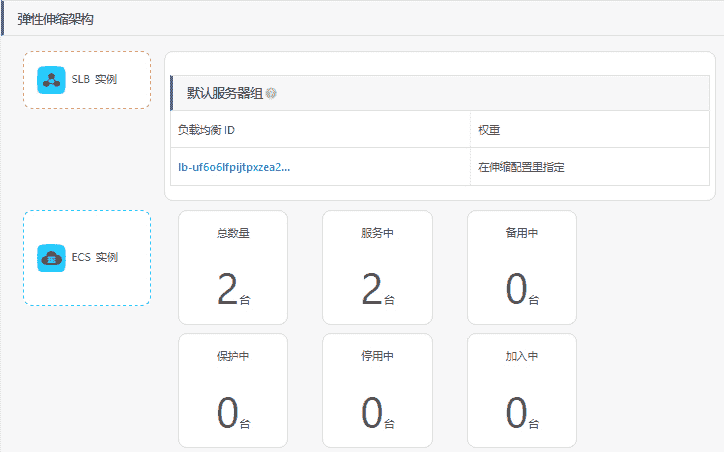 弹性伸缩架构
SLB 实例
默认服务器组
负载均衡 ID 权重
lb-uf6o6lfpijtpxzea2... 在伸缩配置里指定
ECS 实例
总数量 服务中 备用中
2台 2台 0台
保护中 停用中 加入中
0台 0台 0台